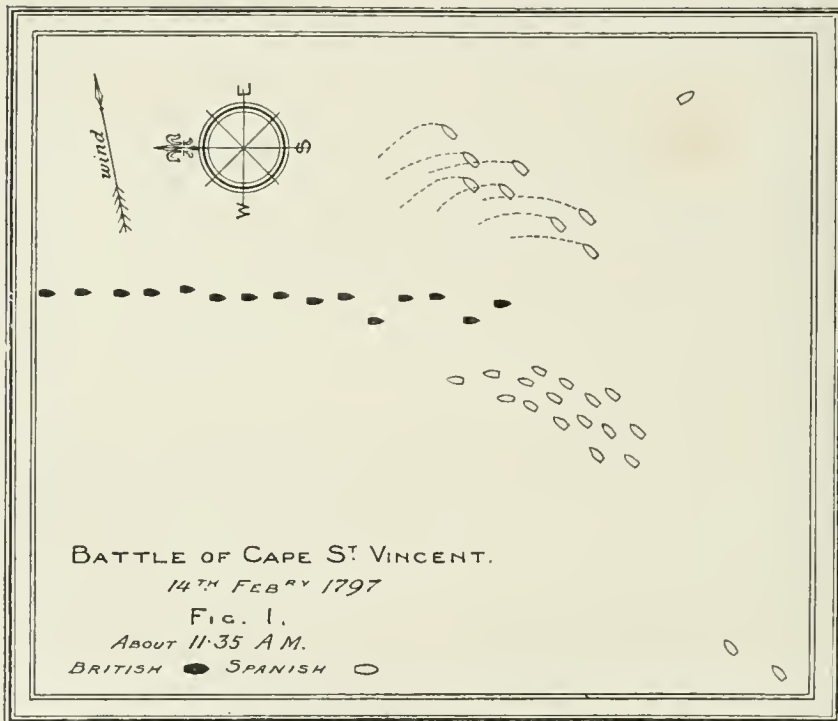 wind
E
S
W
BATTLE OF CAPE ST. VINCENT.
14TH FEBRY 1797
FIG. 1.
ABOUT 11·35 A M.
BRITISH SPANISH